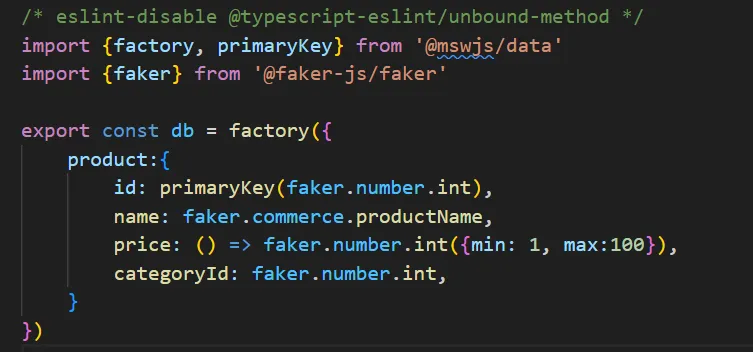 /* eslint-disable @typescript-eslint/unbound-method */
import {factory, primaryKey} from '@mswjs/data'
import {faker} from '@faker-js/faker'

export const db = factory({
    product:{
        id: primaryKey(faker.number.int),
        name: faker.commerce.productName,
        price: () => faker.number.int({min: 1, max:100}),
        categoryId: faker.number.int,
    }
})